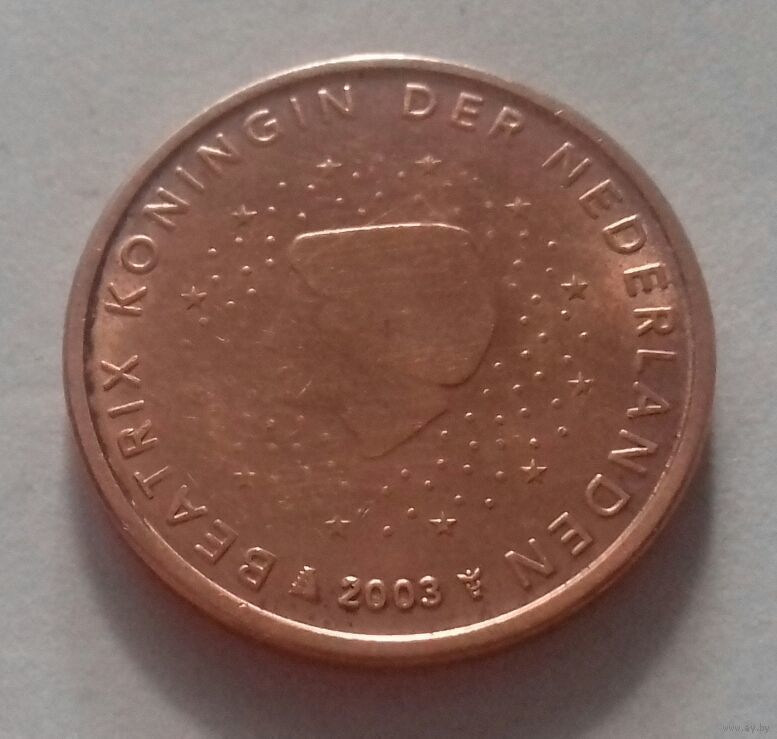 BEATRIX KONINGIN DER NEDERLANDEN
2003
www.ay.by